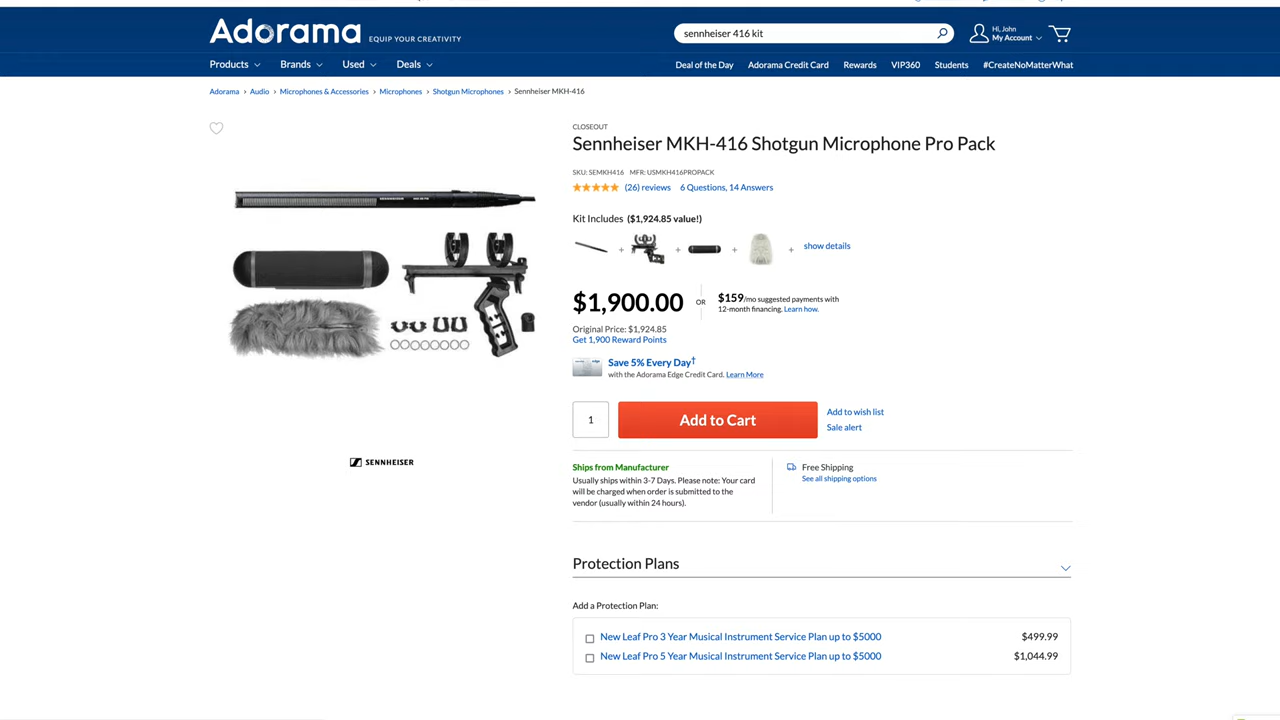 Adorama
EQUIP YOUR CREATIVITY
sennheiser 416 kit
Hi, John
My Account
Products
Brands
Used
Deals
Deal of the Day
Adorama Credit Card
Rewards
VIP360
Students
#CreateNoMatterWhat
Adorama › Audio › Microphones & Accessories › Microphones › Shotgun Microphones › Sennheiser MKH-416
CLOSEOUT
Sennheiser MKH-416 Shotgun Microphone Pro Pack
SKU: SEMKH416 MFR: USMKH416PROPACK
(26) reviews 6 Questions, 14 Answers
Kit Includes ($1,924.85 value!)
+ + + + show details
$1,900.00 OR $159/mo suggested payments with
12-month financing. Learn how.
Original Price: $1,924.85
Get 1,900 Reward Points
Save 5% Every Day†
with the Adorama Edge Credit Card. Learn More
1
Add to Cart
Add to wish list
Sale alert
SENNHEISER
Ships from Manufacturer
Usually ships within 3-7 Days. Please note: Your card
will be charged when order is submitted to the
vendor (usually within 24 hours).
Free Shipping
See all shipping options
Protection Plans
Add a Protection Plan:
New Leaf Pro 3 Year Musical Instrument Service Plan up to $5000 $499.99
New Leaf Pro 5 Year Musical Instrument Service Plan up to $5000 $1,044.99